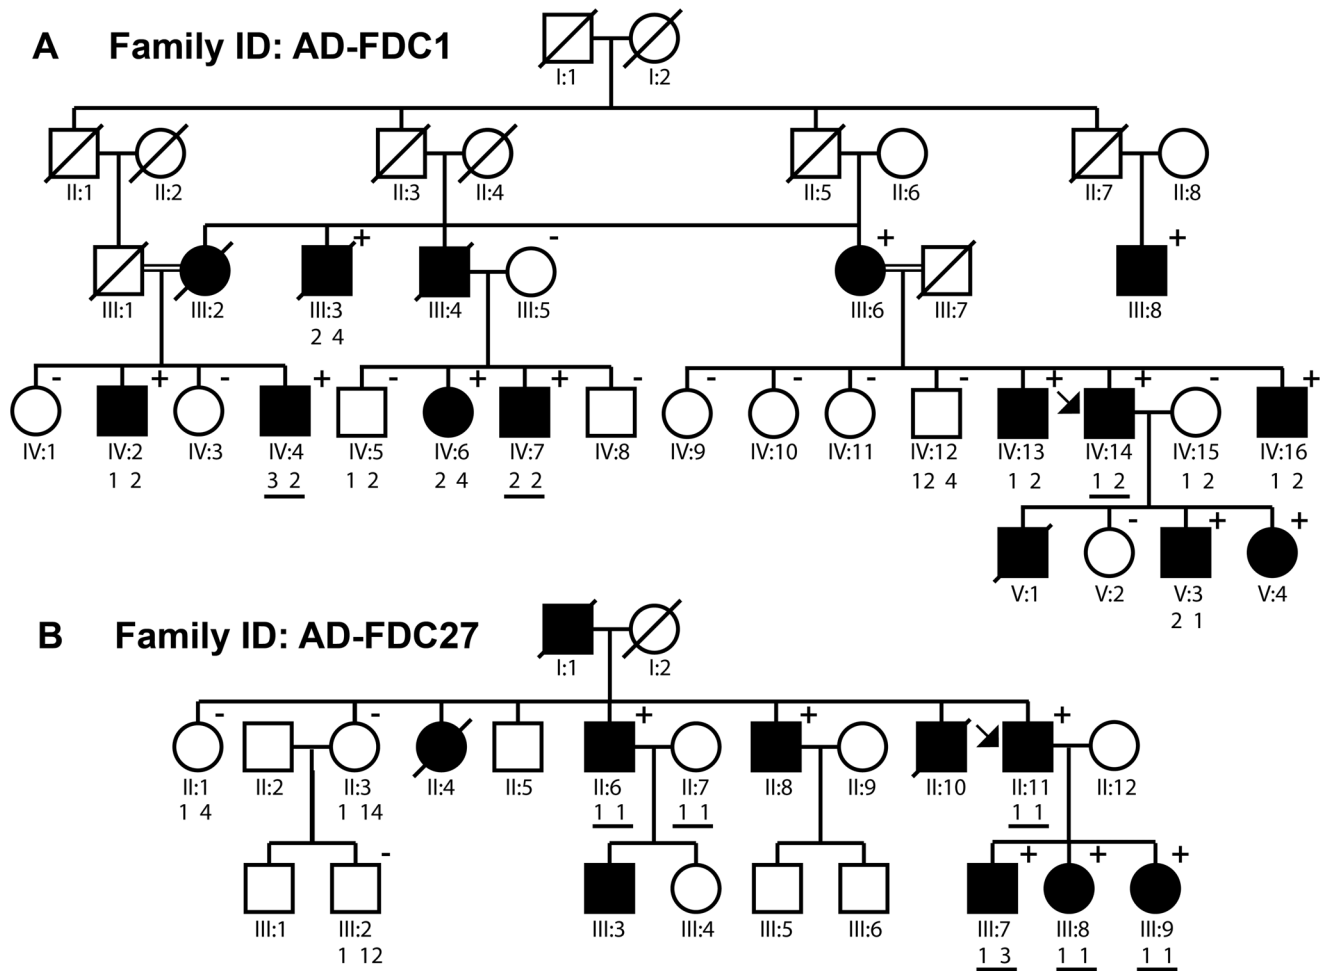 A Family ID: AD-FDC1
I:1 I:2
II:1 II:2 II:3 II:4 II:5 II:6 II:7 II:8
+ - + +
III:1 III:2 III:3 III:4 III:5 III:6 III:7 III:8
2 4
- + - + - + + - - - - - + + - +
IV:1 IV:2 IV:3 IV:4 IV:5 IV:6 IV:7 IV:8 IV:9 IV:10 IV:11 IV:12 IV:13 IV:14 IV:15 IV:16
1 2 3 2 1 2 2 4 2 2 12 4 1 2 1 2 1 2 1 2
- + +
V:1 V:2 V:3 V:4
2 1
B Family ID: AD-FDC27
I:1 I:2
- - + + +
II:1 II:2 II:3 II:4 II:5 II:6 II:7 II:8 II:9 II:10 II:11 II:12
1 4 1 14 1 1 1 1 1 1
- + + +
III:1 III:2 III:3 III:4 III:5 III:6 III:7 III:8 III:9
1 12 1 3 1 1 1 1